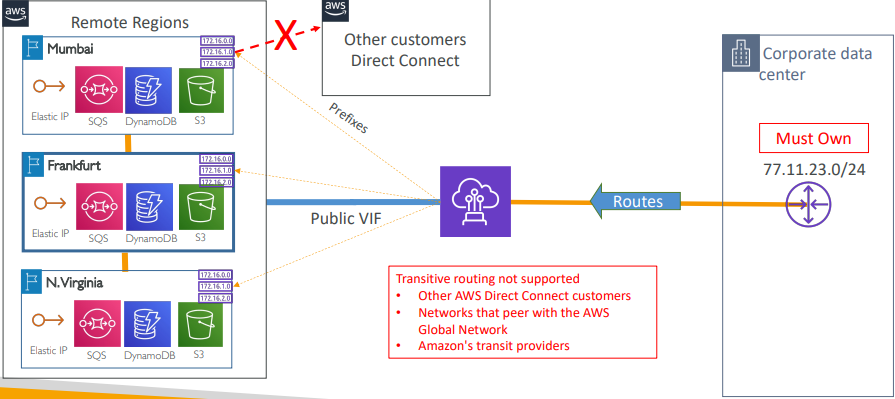 aws
Remote Regions
Mumbai
172.16.0.0
172.16.1.0
172.16.2.0
Elastic IP
SQS
DynamoDB
S3
Frankfurt
172.16.0.0
172.16.1.0
172.16.2.0
Elastic IP
SQS
DynamoDB
S3
N.Virginia
172.16.0.0
172.16.1.0
172.16.2.0
Elastic IP
SQS
DynamoDB
S3
X
aws
Other customers
Direct Connect
Prefixes
Public VIF
Routes
Transitive routing not supported
• Other AWS Direct Connect customers
• Networks that peer with the AWS
Global Network
• Amazon's transit providers
Corporate data
center
Must Own
77.11.23.0/24